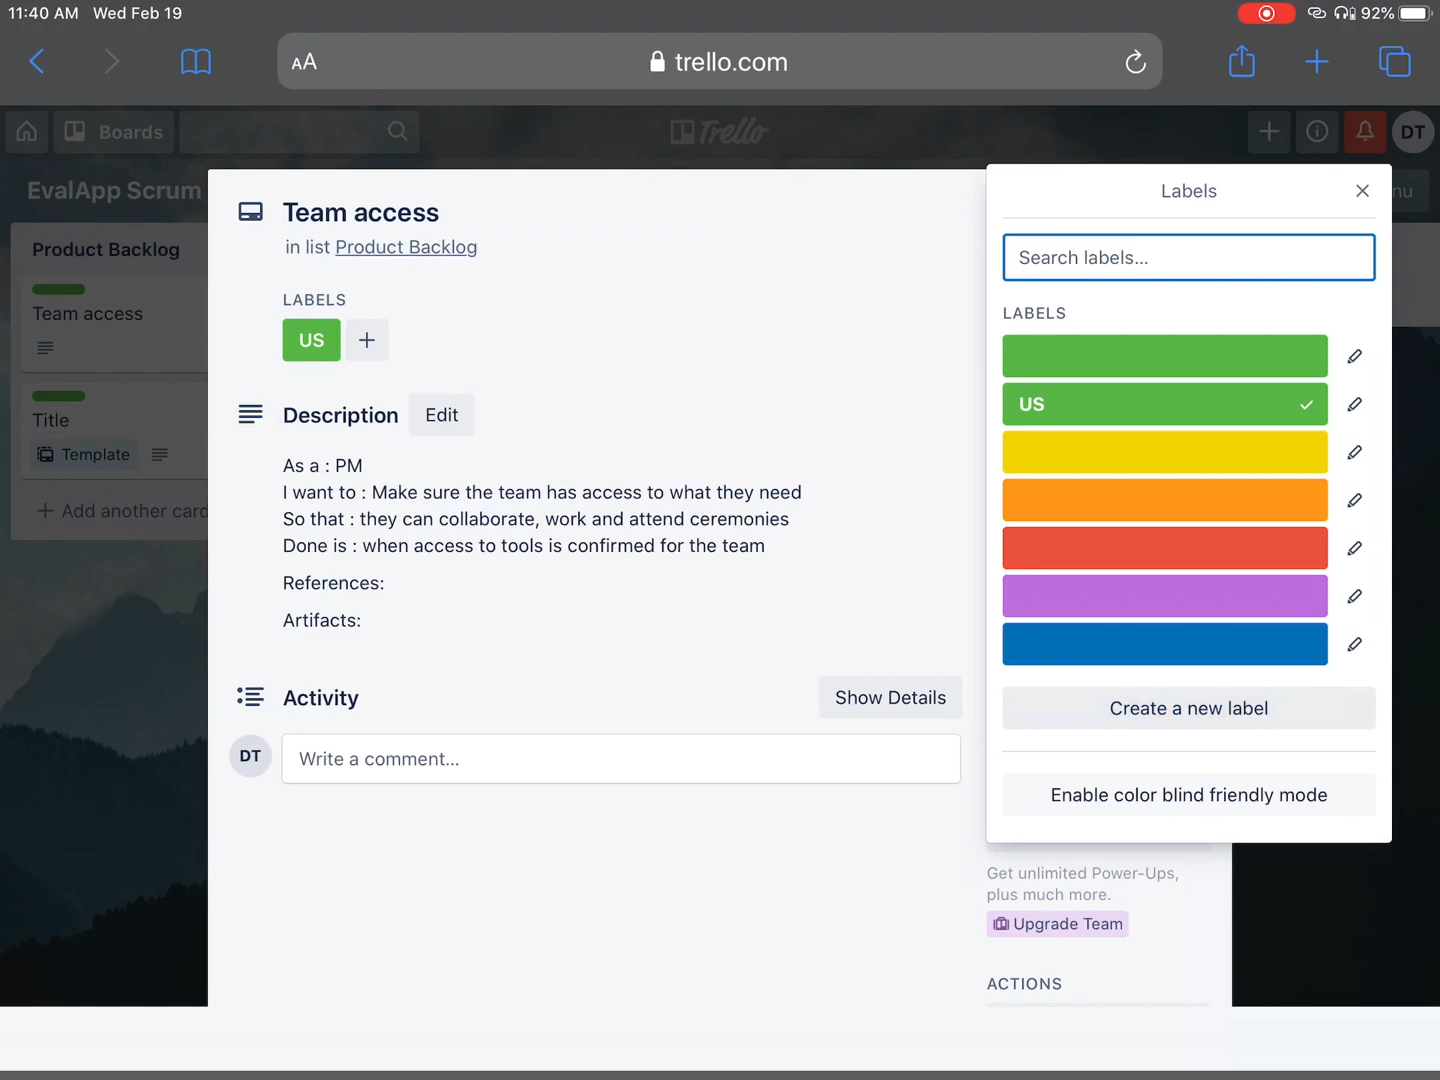 11:40 AM Wed Feb 19
92%
AA
trello.com
Boards
Trello
DT
EvalApp Scrum
Product Backlog
Team access
Title
Template
+ Add another card
Team access
in list Product Backlog
LABELS
US
+
Description
Edit
As a : PM
I want to : Make sure the team has access to what they need
So that : they can collaborate, work and attend ceremonies
Done is : when access to tools is confirmed for the team
References:
Artifacts:
Activity
Show Details
DT
Write a comment...
Labels
Search labels...
LABELS
US
Create a new label
Enable color blind friendly mode
Get unlimited Power-Ups,
plus much more.
Upgrade Team
ACTIONS